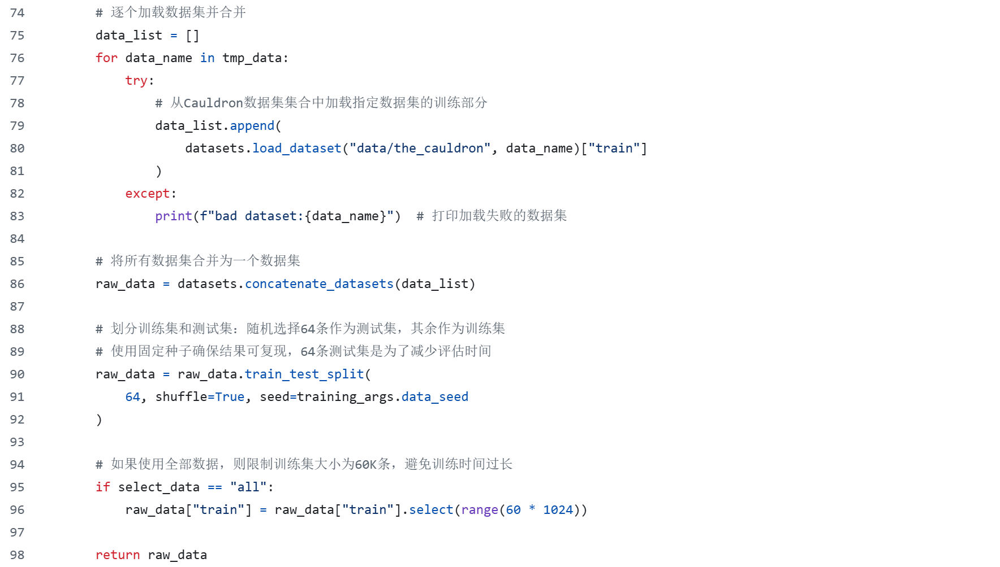 74 # 逐个加载数据集并合并
75 data_list = []
76 for data_name in tmp_data:
77 try:
78 # 从Cauldron数据集集合中加载指定数据集的训练部分
79 data_list.append(
80 datasets.load_dataset("data/the_cauldron", data_name)["train"]
81 )
82 except:
83 print(f"bad dataset:{data_name}")  # 打印加载失败的数据集
84
85 # 将所有数据集合并为一个数据集
86 raw_data = datasets.concatenate_datasets(data_list)
87
88 # 划分训练集和测试集：随机选择64条作为测试集，其余作为训练集
89 # 使用固定种子确保结果可复现，64条测试集是为了减少评估时间
90 raw_data = raw_data.train_test_split(
91 64, shuffle=True, seed=training_args.data_seed
92 )
93
94 # 如果使用全部数据，则限制训练集大小为60K条，避免训练时间过长
95 if select_data == "all":
96 raw_data["train"] = raw_data["train"].select(range(60 * 1024))
97
98 return raw_data